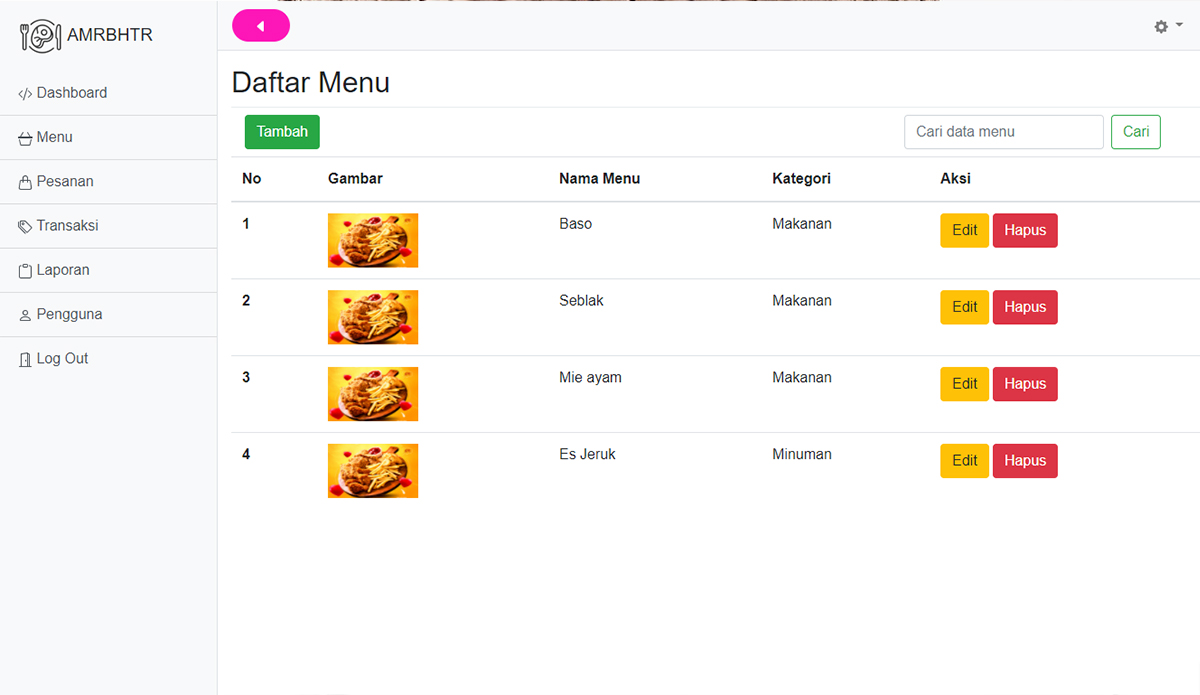 AMRBHTR
Dashboard
Menu
Pesanan
Transaksi
Laporan
Pengguna
Log Out
Daftar Menu
Tambah Cari data menu Cari
No Gambar Nama Menu Kategori Aksi
1 Baso Makanan Edit Hapus
2 Seblak Makanan Edit Hapus
3 Mie ayam Makanan Edit Hapus
4 Es Jeruk Minuman Edit Hapus